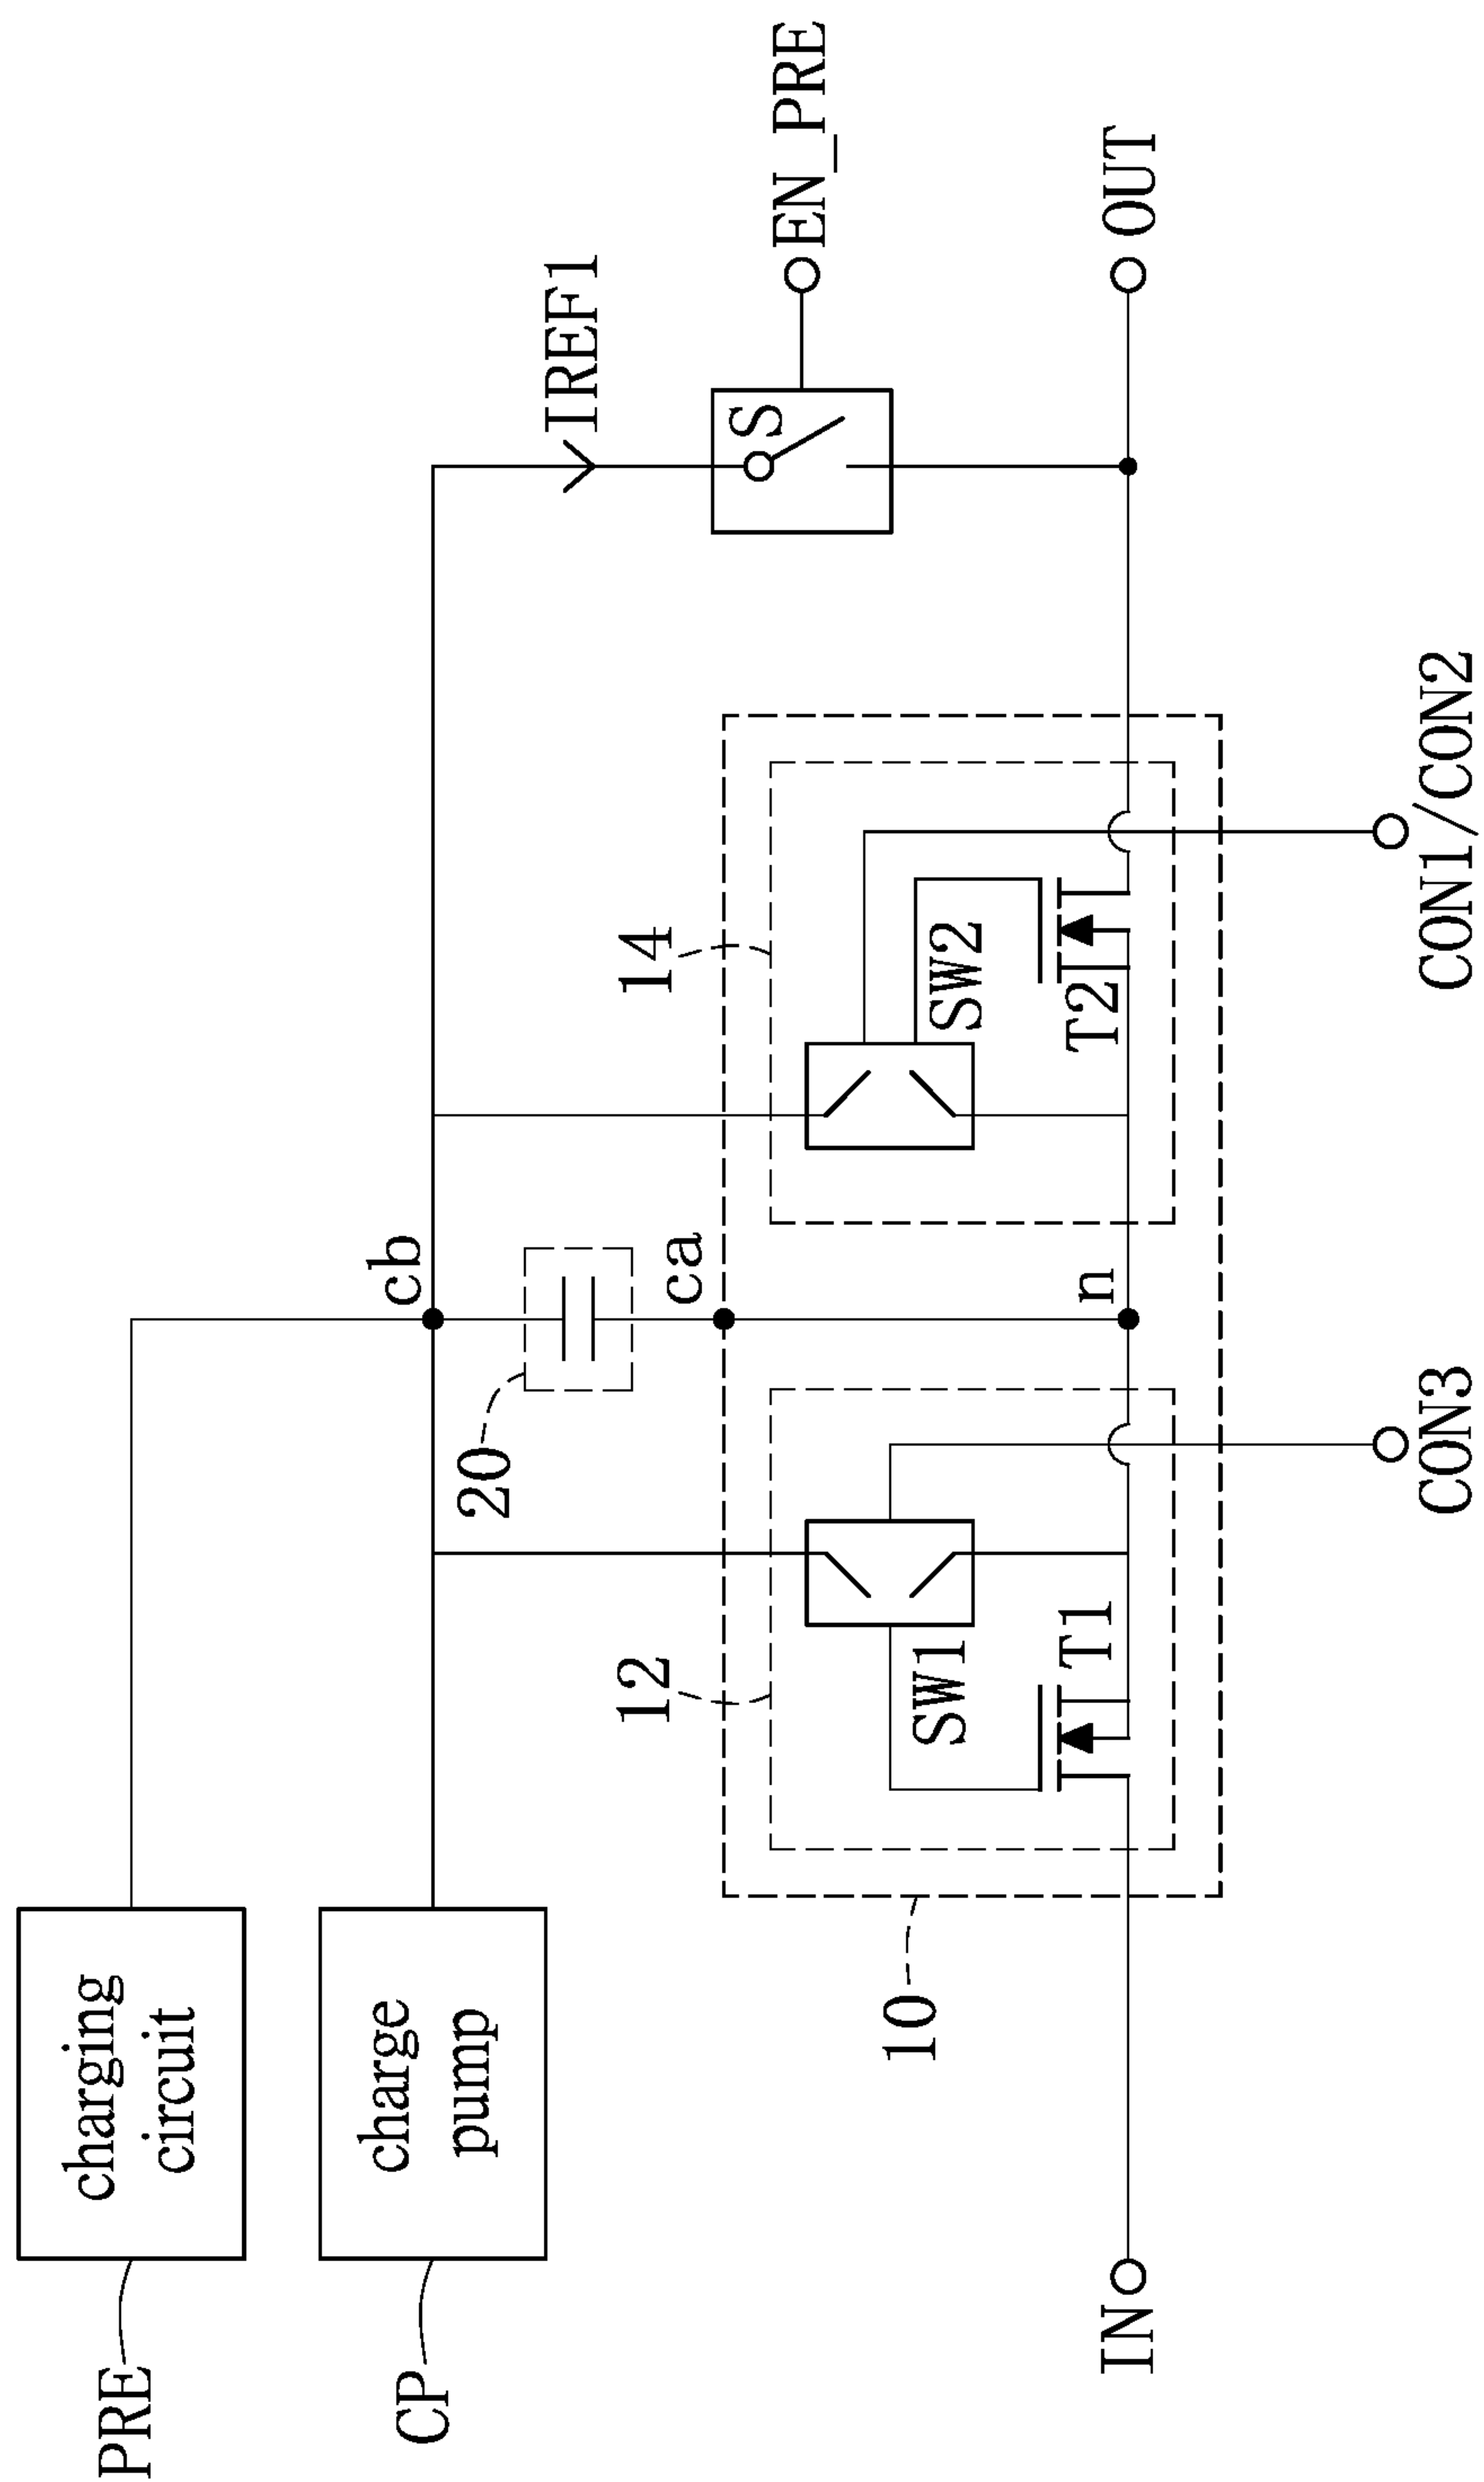 PRE
charging
circuit
CP
charge
pump
cb
IREF1
EN_PRE
S
20
ca
12
14
SW1
SW2
T1
n
T2
10
IN
OUT
CON3
CON1/CON2